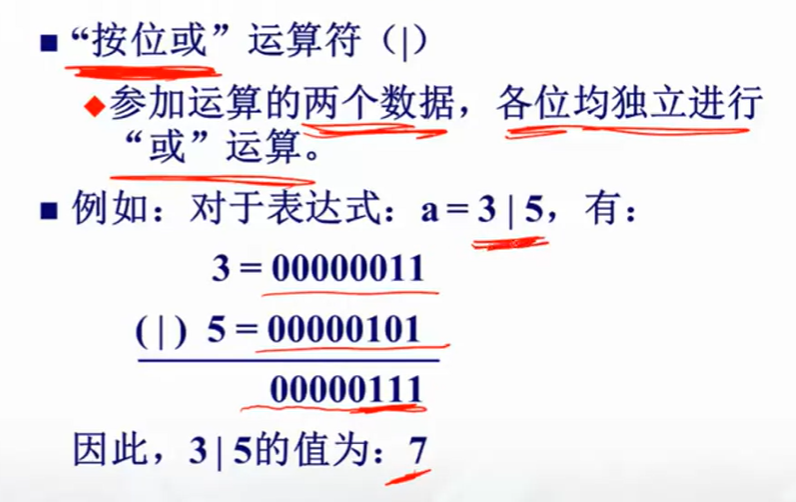 “按位或”运算符（|）
参加运算的两个数据，各位均独立进行
“或”运算。
例如：对于表达式：a = 3 | 5，有：
3 = 00000011
( | ) 5 = 00000101
00000111
因此，3 | 5的值为：7